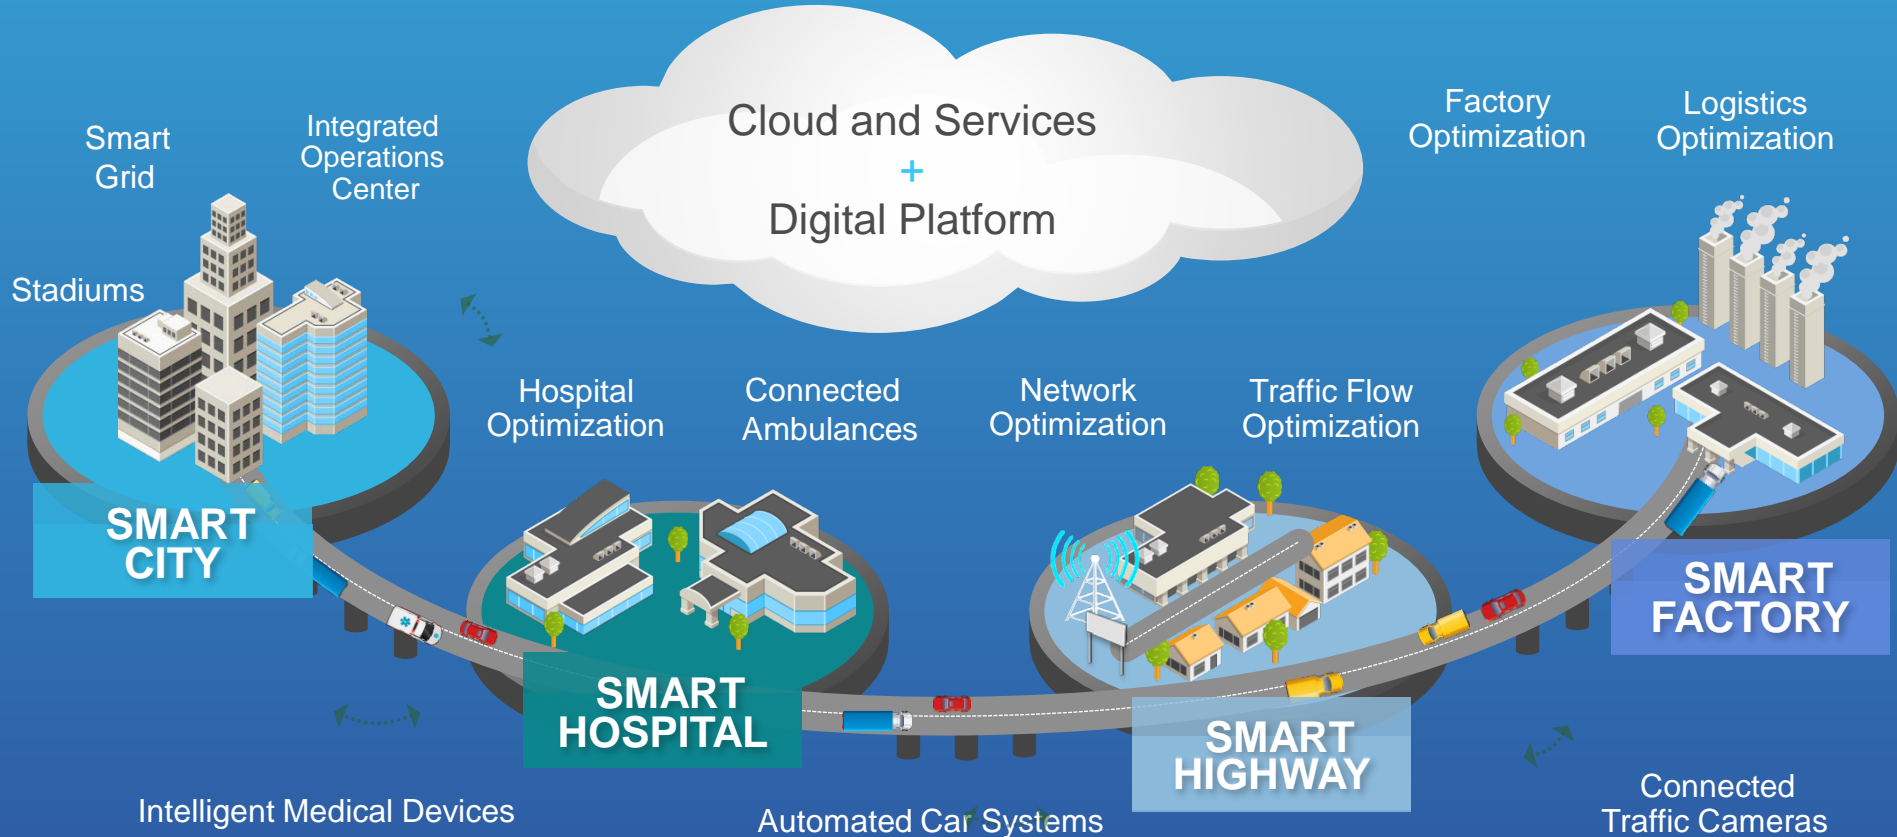 Cloud and Services
+
Digital Platform
Smart
Grid
Integrated
Operations
Center
Stadiums
Factory
Optimization
Logistics
Optimization
Hospital
Optimization
Connected
Ambulances
Network
Optimization
Traffic Flow
Optimization
SMART
CITY
SMART
HOSPITAL
SMART
HIGHWAY
SMART
FACTORY
Intelligent Medical Devices
Automated Car Systems
Connected
Traffic Cameras